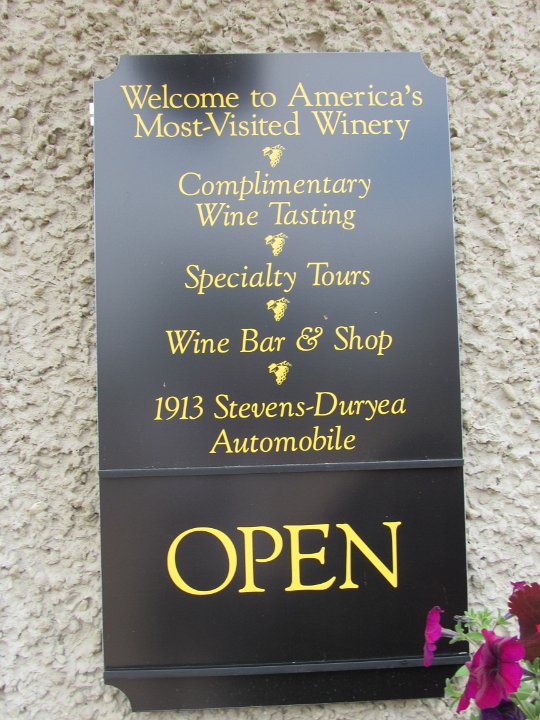 Welcome to America's
Most-Visited Winery
Complimentary
Wine Tasting
Specialty Tours
Wine Bar & Shop
1913 Stevens-Duryea
Automobile
OPEN